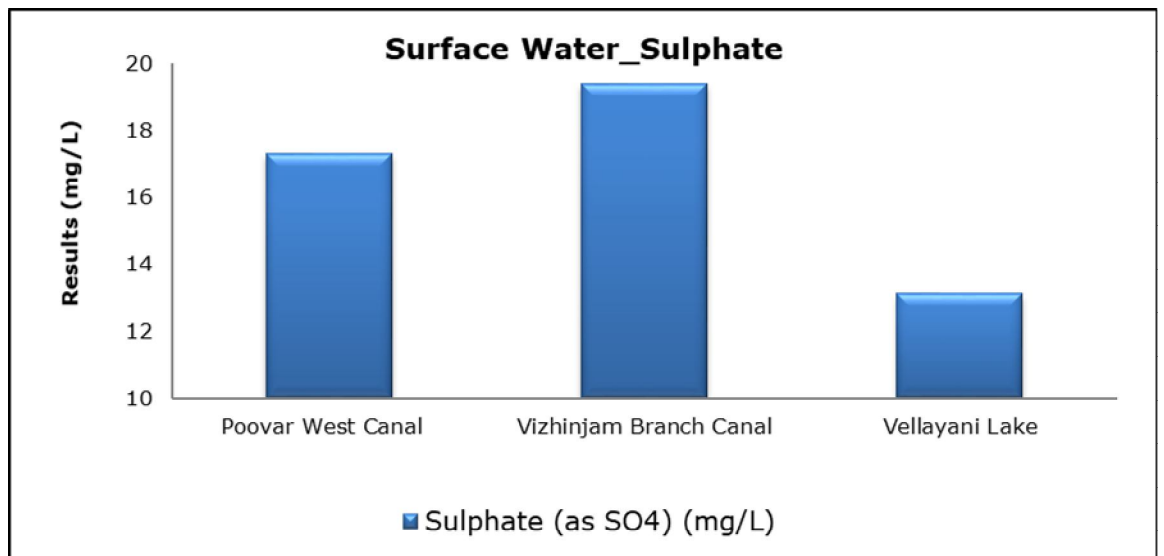 Surface Water_Sulphate
Results (mg/L)
20
18
16
14
12
10
Poovar West Canal
Vizhinjam Branch Canal
Vellayani Lake
Sulphate (as SO4) (mg/L)